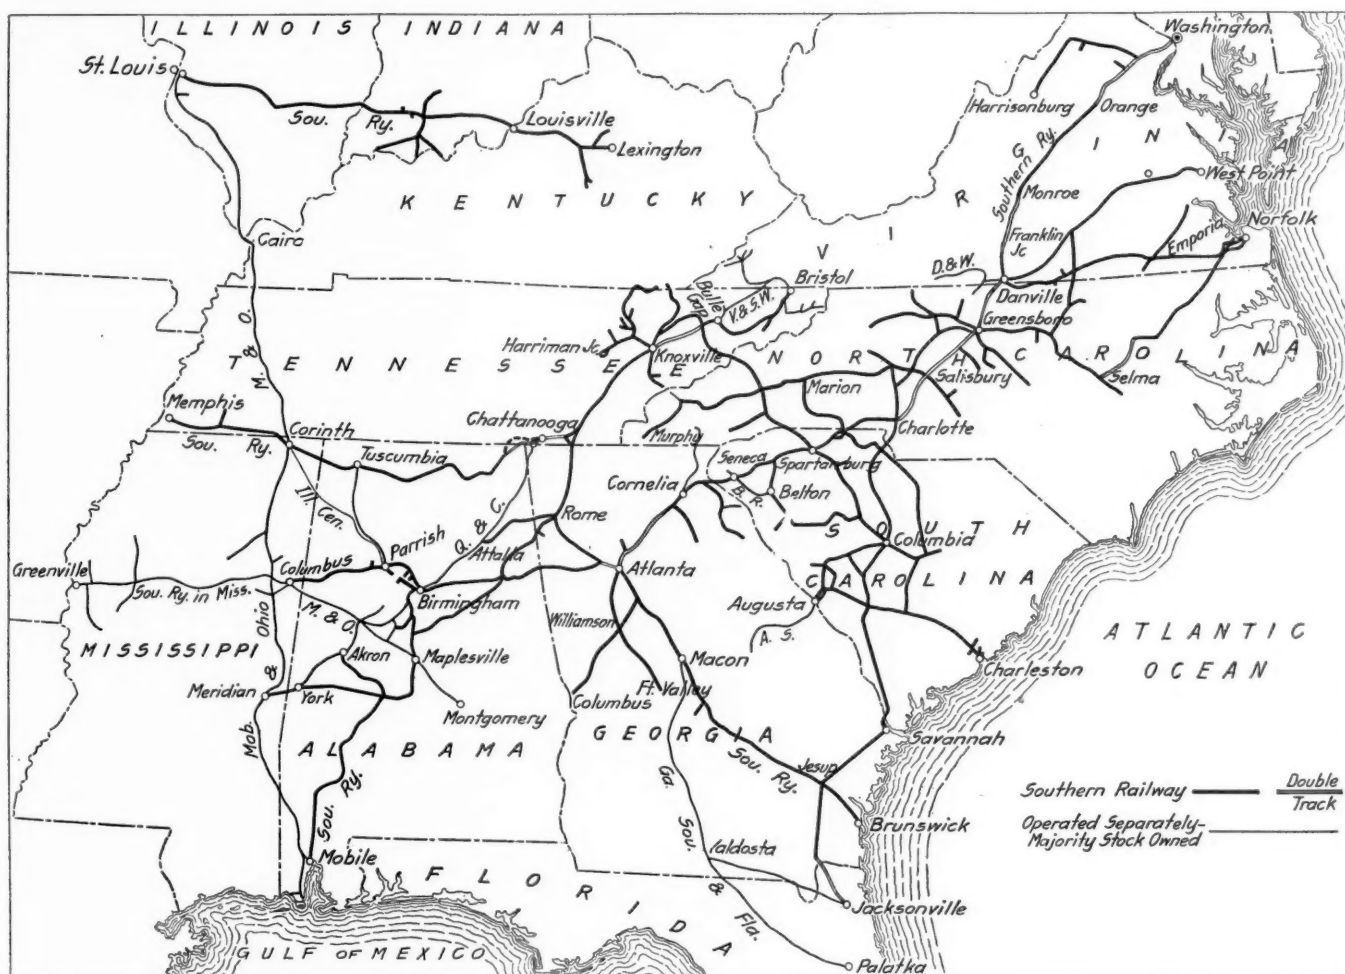 ILLINOIS
INDIANA
Washington
St. Louis
Harrisonburg
Orange
Sou. Ry.
Louisville
Lexington
Southern Ry.
VIRGINIA
West Point
KENTUCKY
Monroe
Norfolk
Cairo
Franklin
Jc
Emporia
D. & W.
Danville
Bristol
Bulls
Gap
V. & S. W.
Greensboro
M. & O.
Harriman Jc.
Knoxville
TENNESSEE
NORTH CAROLINA
Marion
Salisbury
Selma
Memphis
Sou. Ry.
Corinth
Chattanooga
Murphy
Charlotte
Tuscumbia
Seneca
Spartanburg
Cornelia
B. R.
Belton
Ill. Cen.
Q. & C.
Rome
SOUTH
CAROLINA
Columbia
Parrish
Attalla
Greenville
Sou. Ry. in Miss.
Columbus
Birmingham
Atlanta
Augusta
A. S.
M. & O.
Williamson
MISSISSIPPI
Akron
Maplesville
Macon
Charleston
ATLANTIC
OCEAN
Meridian
York
Montgomery
Columbus
Ft. Valley
Mob. & Ohio
ALABAMA
GEORGIA
Savannah
Sou. Ry.
Sou. Ry.
Jesup
Southern Railway
Double
Track
Brunswick
Operated Separately-
Majority Stock Owned
Mobile
Valdosta
FLORIDA
Ga. Sou. & Fla.
Jacksonville
GULF OF MEXICO
Palatka